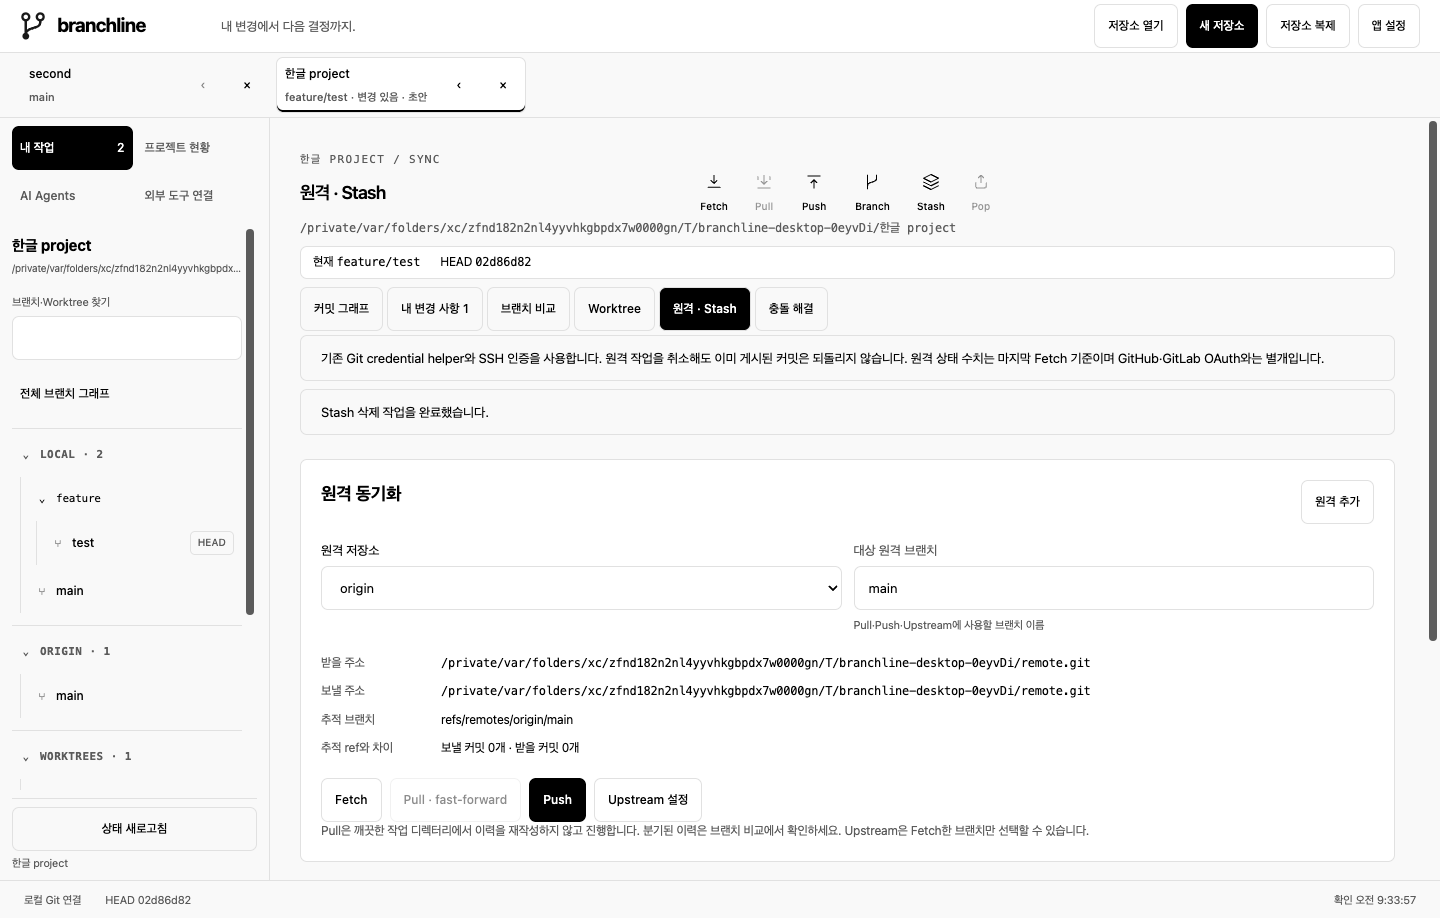 branchline
내 변경에서 다음 결정까지.
저장소 열기
새 저장소
저장소 복제
앱 설정
second
main
한글 project
feature/test · 변경 있음 · 초안
내 작업 2
프로젝트 현황
AI Agents
외부 도구 연결
한글 project
/private/var/folders/xc/zfnd182n2nl4yyvhkgbpdx...
브랜치·Worktree 찾기
전체 브랜치 그래프
LOCAL · 2
feature
test HEAD
main
ORIGIN · 1
main
WORKTREES · 1
상태 새로고침
한글 project
한글 PROJECT / SYNC
원격 · Stash
Fetch
Pull
Push
Branch
Stash
Pop
/private/var/folders/xc/zfnd182n2nl4yyvhkgbpdx7w0000gn/T/branchline-desktop-0eyvDi/한글 project
현재 feature/test HEAD 02d86d82
커밋 그래프
내 변경 사항 1
브랜치 비교
Worktree
원격 · Stash
충돌 해결
기존 Git credential helper와 SSH 인증을 사용합니다. 원격 작업을 취소해도 이미 게시된 커밋은 되돌리지 않습니다. 원격 상태 수치는 마지막 Fetch 기준이며 GitHub·GitLab OAuth와는 별개입니다.
Stash 삭제 작업을 완료했습니다.
원격 동기화
원격 추가
원격 저장소
origin
대상 원격 브랜치
main
Pull·Push·Upstream에 사용할 브랜치 이름
받을 주소 /private/var/folders/xc/zfnd182n2nl4yyvhkgbpdx7w0000gn/T/branchline-desktop-0eyvDi/remote.git
보낼 주소 /private/var/folders/xc/zfnd182n2nl4yyvhkgbpdx7w0000gn/T/branchline-desktop-0eyvDi/remote.git
추적 브랜치 refs/remotes/origin/main
추적 ref와 차이 보낼 커밋 0개 · 받을 커밋 0개
Fetch
Pull · fast-forward
Push
Upstream 설정
Pull은 깨끗한 작업 디렉터리에서 이력을 재작성하지 않고 진행합니다. 분기된 이력은 브랜치 비교에서 확인하세요. Upstream은 Fetch한 브랜치만 선택할 수 있습니다.
로컬 Git 연결
HEAD 02d86d82
확인 오전 9:33:57